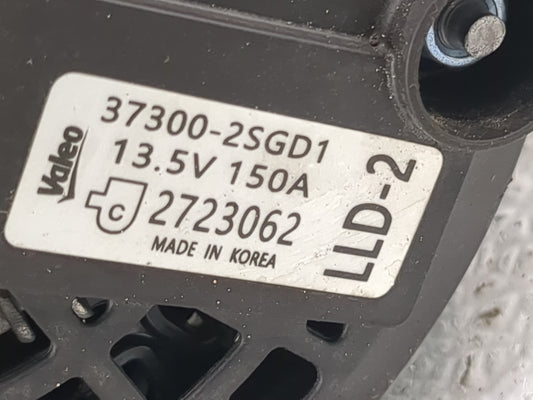 Valeo
37300-2SGD1
13.5V 150A
C 2723062
MADE IN KOREA
LLD-2